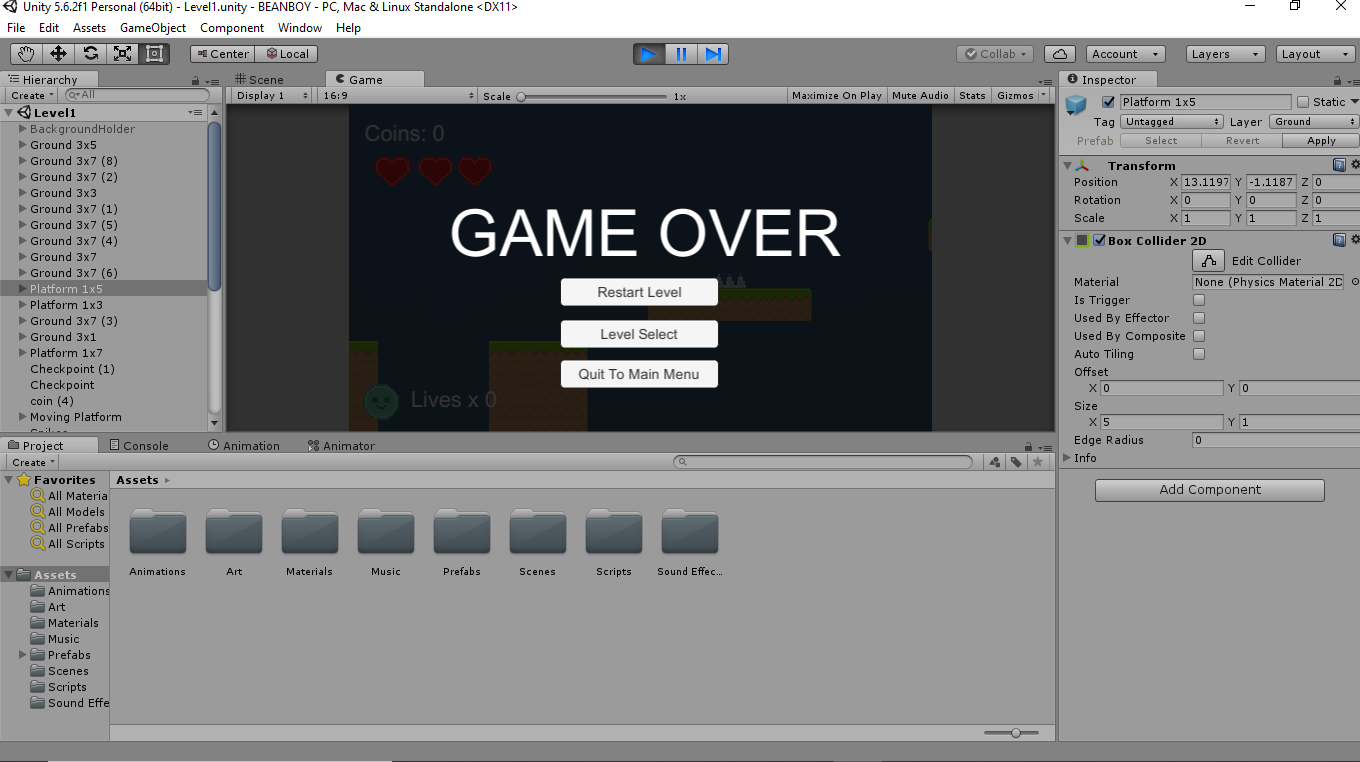 Unity 5.6.2f1 Personal (64bit) - Level1.unity - BEANBOY - PC, Mac & Linux Standalone <DX11>
File Edit Assets GameObject Component Window Help
Center Local Collab Account Layers Layout
Hierarchy
Create All
Level1
BackgroundHolder
Ground 3x5
Ground 3x7 (8)
Ground 3x7 (2)
Ground 3x3
Ground 3x7 (1)
Ground 3x7 (5)
Ground 3x7 (4)
Ground 3x7
Ground 3x7 (6)
Platform 1x5
Platform 1x3
Ground 3x7 (3)
Ground 3x1
Platform 1x7
Checkpoint (1)
Checkpoint
coin (4)
Moving Platform
Scene Game
Display 1 16:9 Scale 1x Maximize On Play Mute Audio Stats Gizmos
Coins: 0
GAME OVER
Restart Level
Level Select
Quit To Main Menu
Lives x 0
Inspector
Platform 1x5 Static
Tag Untagged Layer Ground
Prefab Select Revert Apply
Transform
Position X 13.1197 Y -1.1187 Z 0
Rotation X 0 Y 0 Z 0
Scale X 1 Y 1 Z 1
Box Collider 2D
Edit Collider
Material None (Physics Material 2D
Is Trigger
Used By Effector
Used By Composite
Auto Tiling
Offset
X 0 Y 0
Size
X 5 Y 1
Edge Radius 0
Info
Add Component
Project Console Animation Animator
Create
Favorites
All Materia
All Models
All Prefabs
All Scripts
Assets
Animations
Art
Materials
Music
Prefabs
Scenes
Scripts
Sound Effe
Assets
Animations Art Materials Music Prefabs Scenes Scripts Sound Effec...